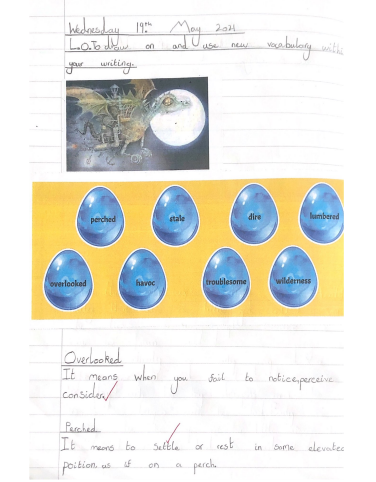 Wednesday 19th May 2021
L.O.To draw on and use new vocabulary within
your writing.
perched stale dire lumbered
overlooked havoc troublesome wilderness
Overlooked
It means when you fail to notice,perceive
consider.
Perched
It means to settle or rest in some elevated
poition us if on a perch.